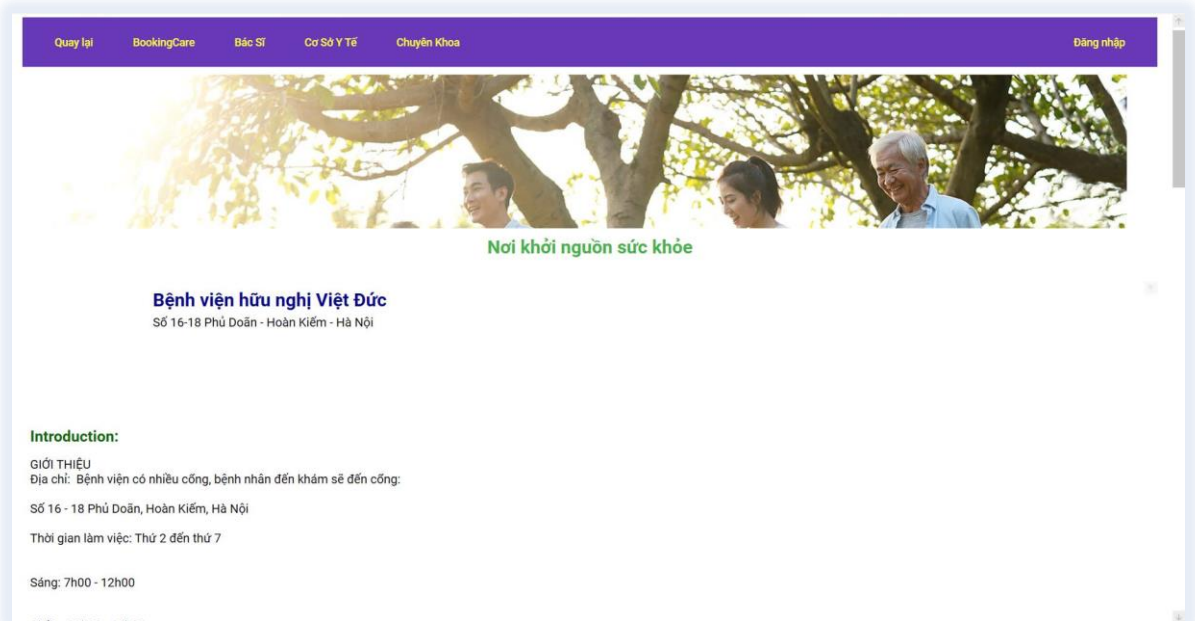 Quay lại BookingCare Bác Sĩ Cơ Sở Y Tế Chuyên Khoa Đăng nhập
Nơi khởi nguồn sức khỏe
Bệnh viện hữu nghị Việt Đức
Số 16-18 Phủ Doãn - Hoàn Kiếm - Hà Nội
Introduction:
GIỚI THIỆU
Địa chỉ: Bệnh viện có nhiều cổng, bệnh nhân đến khám sẽ đến cổng:
Số 16 - 18 Phủ Doãn, Hoàn Kiếm, Hà Nội
Thời gian làm việc: Thứ 2 đến thứ 7
Sáng: 7h00 - 12h00